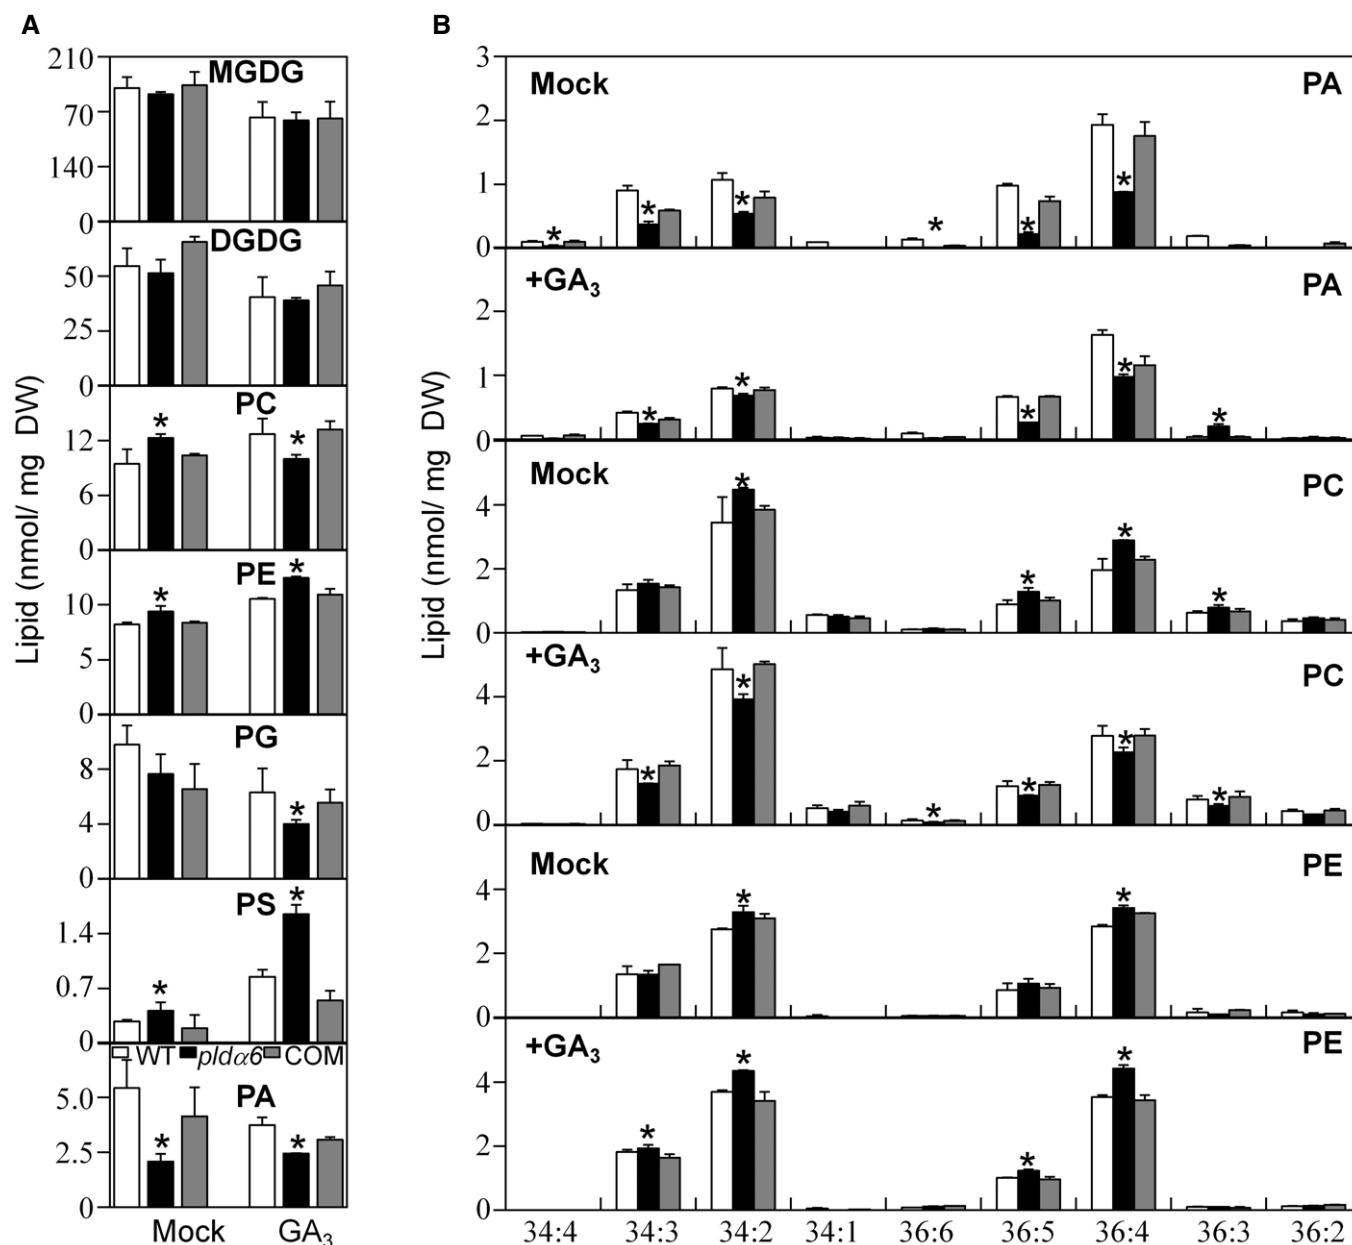 A
B
Lipid (nmol/ mg DW)
210
70
140
0
MGDG
50
25
0
DGDG
12
6
0
PC
* *
10
5
0
PE
* *
8
4
0
PG
*
1.4
0.7
0
PS
* *
WT pldα6 COM
5.0
2.5
0
PA
* *
Mock GA3
Lipid (nmol/ mg DW)
3
2
1
0
Mock PA
* * * * * *
2
1
0
+GA3 PA
* * * * *
4
2
0
Mock PC
* * * *
4
2
0
+GA3 PC
* * * * * *
4
2
0
Mock PE
* *
4
2
0
+GA3 PE
* * * *
34:4 34:3 34:2 34:1 36:6 36:5 36:4 36:3 36:2